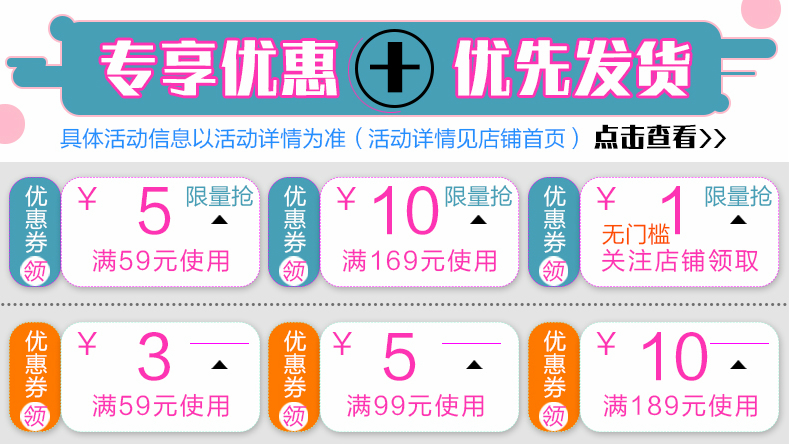 专享优惠 + 优先发货
具体活动信息以活动详情为准（活动详情见店铺首页）点击查看>>
优惠券 领 ¥ 5 限量抢
满59元使用
优惠券 领 ¥ 10 限量抢
满169元使用
优惠券 领 ¥ 1 限量抢
无门槛
关注店铺领取
优惠券 领 ¥ 3
满59元使用
优惠券 领 ¥ 5
满99元使用
优惠券 领 ¥ 10
满189元使用